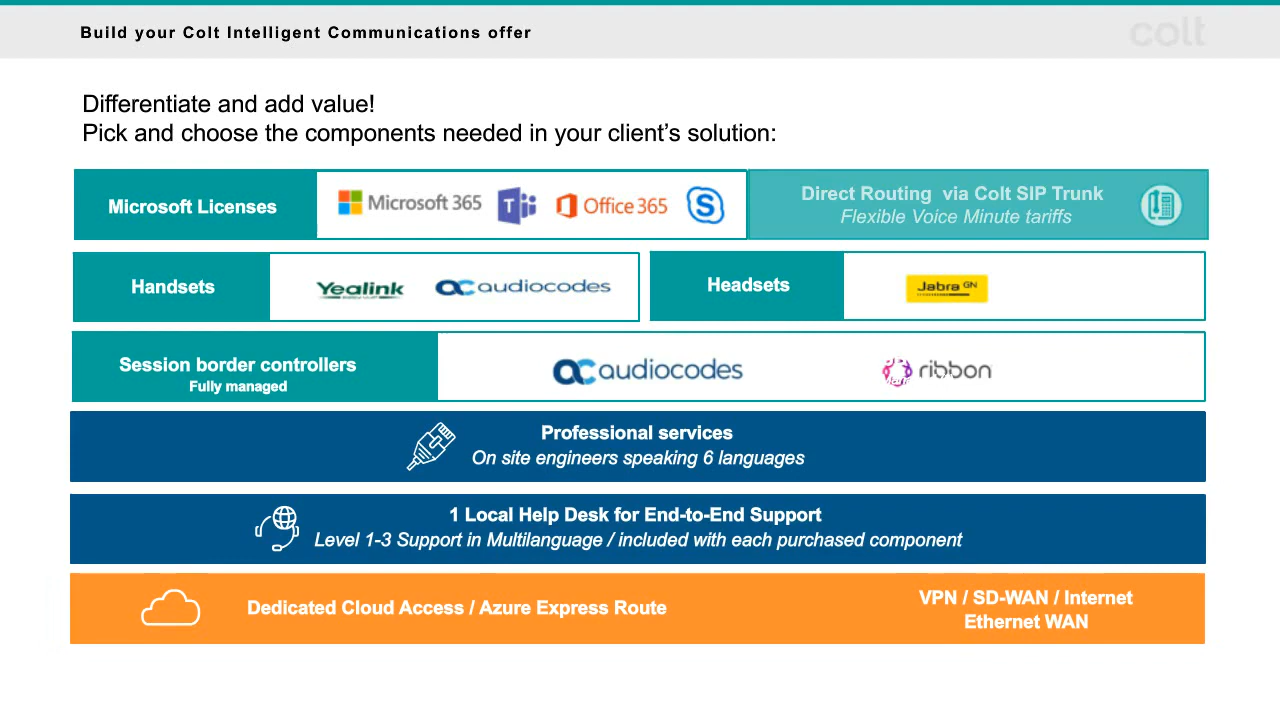 Build your Colt Intelligent Communications offer
colt
Differentiate and add value!
Pick and choose the components needed in your client's solution:
Microsoft Licenses
Microsoft 365
T
Office 365
S
Direct Routing via Colt SIP Trunk
Flexible Voice Minute tariffs
Handsets
Yealink
audiocodes
Headsets
Jabra GN
Session border controllers
Fully managed
audiocodes
ribbon
Professional services
On site engineers speaking 6 languages
1 Local Help Desk for End-to-End Support
Level 1-3 Support in Multilanguage / included with each purchased component
Dedicated Cloud Access / Azure Express Route
VPN / SD-WAN / Internet
Ethernet WAN